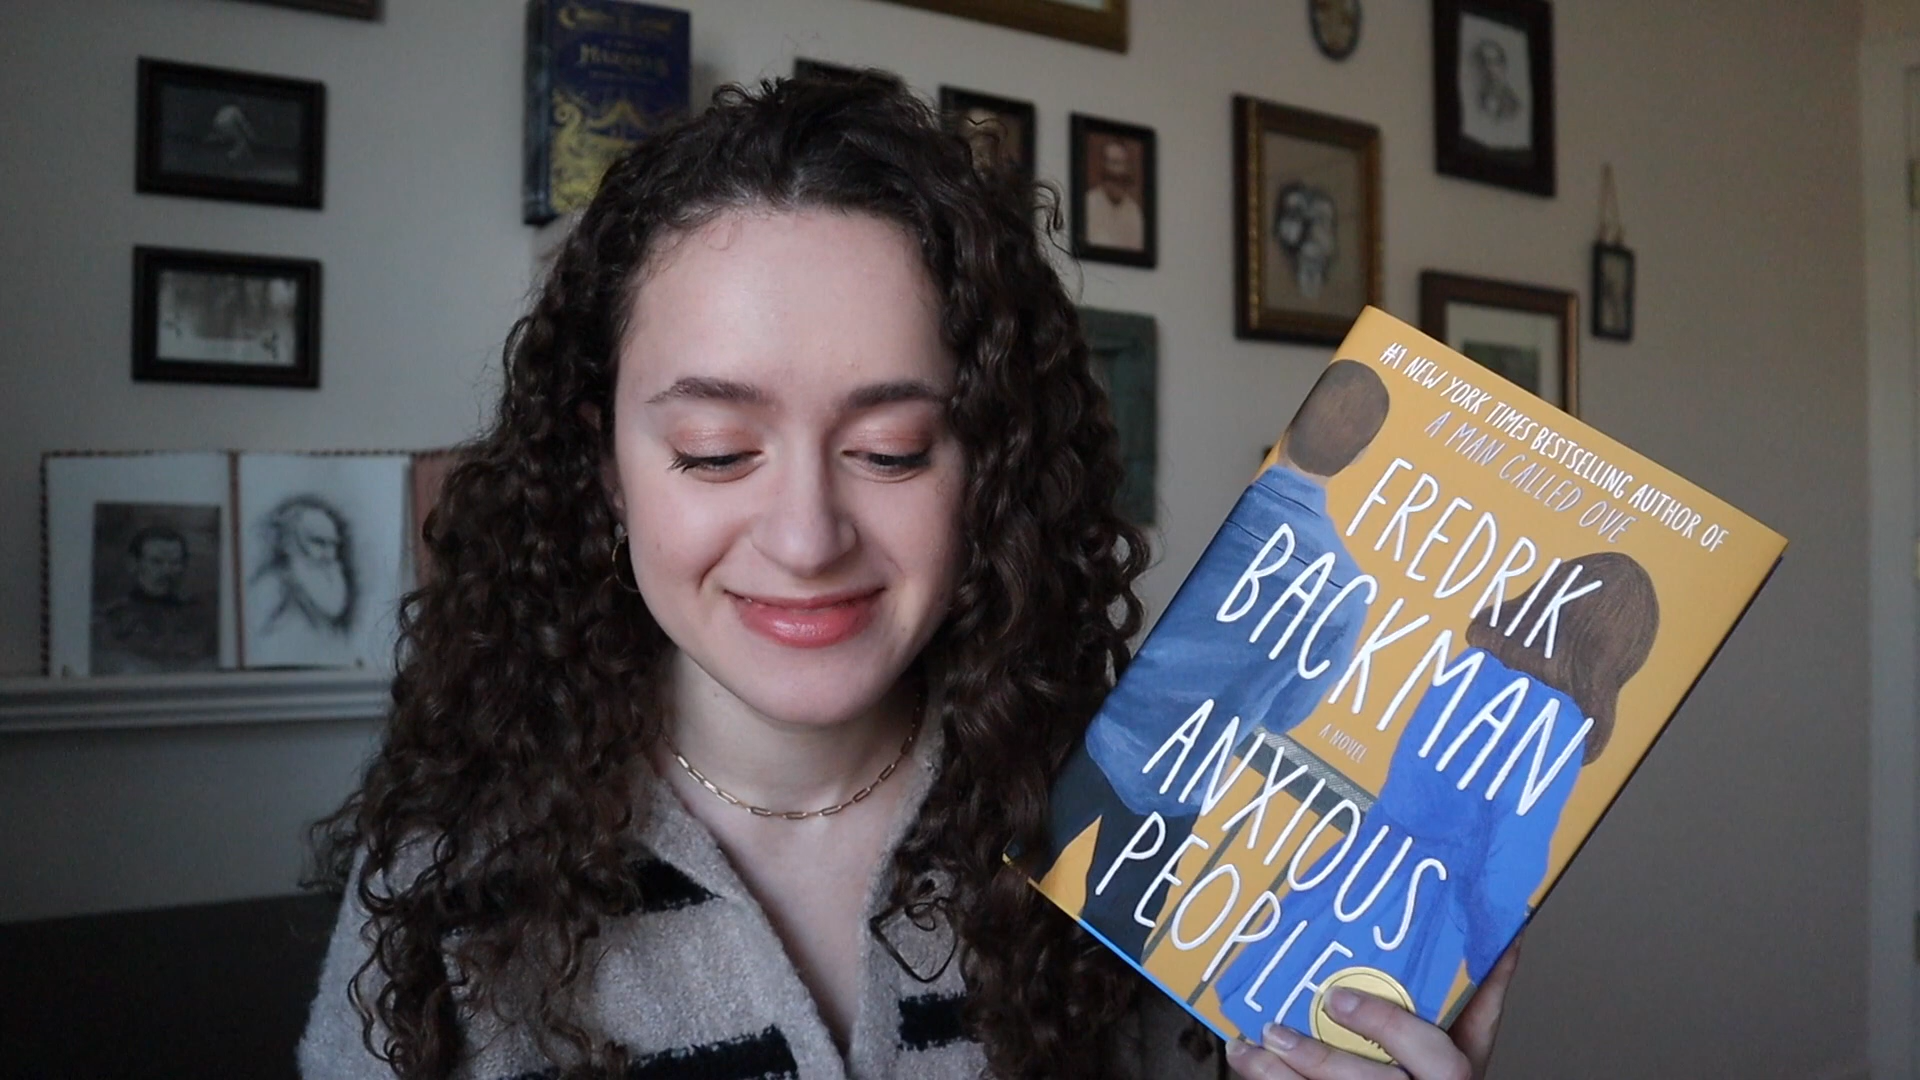 #1 NEW YORK TIMES BESTSELLING AUTHOR OF
A MAN CALLED OVE
FREDRIK
BACKMAN
A NOVEL
ANXIOUS
PEOPLE